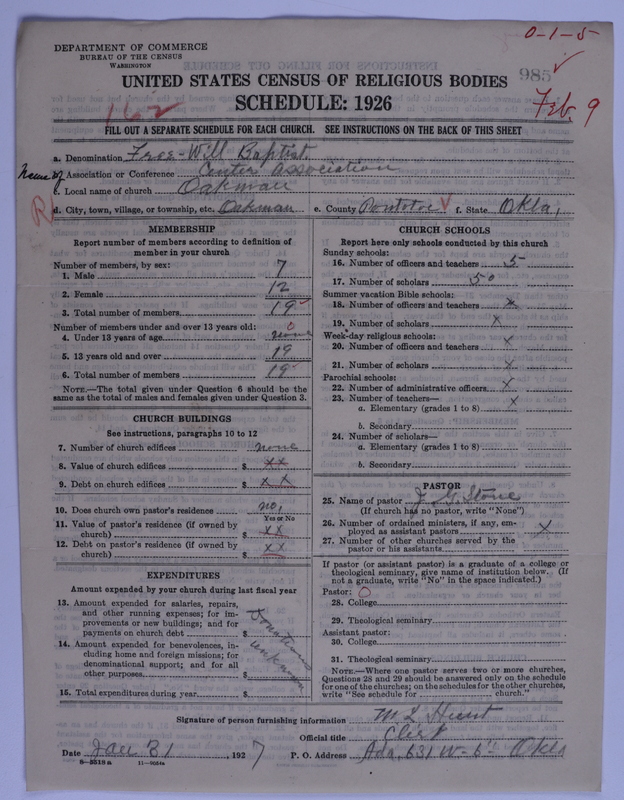 0-1-5
DEPARTMENT OF COMMERCE
BUREAU OF THE CENSUS
WASHINGTON
985
UNITED STATES CENSUS OF RELIGIOUS BODIES
SCHEDULE: 1926
162
Feb 9
FILL OUT A SEPARATE SCHEDULE FOR EACH CHURCH. SEE INSTRUCTIONS ON THE BACK OF THIS SHEET
a. Denomination Free-Will Baptist
Name of
b. Association or Conference Center Association
c. Local name of church Oakman
R
d. City, town, village, or township, etc. Oakman e. County Pontotoc f. State Okla,
MEMBERSHIP
Report number of members according to definition of
member in your church
Number of members, by sex:
1. Male 7
2. Female 12
3. Total number of members 19
Number of members under and over 13 years old:
0
4. Under 13 years of age none
5. 13 years old and over 19
6. Total number of members 19
NOTE.—The total given under Question 6 should be the
same as the total of males and females given under Question 3.
CHURCH BUILDINGS
See instructions, paragraphs 10 to 12
7. Number of church edifices none
8. Value of church edifices $ xx
9. Debt on church edifices $ xx
10. Does church own pastor's residence? no,
Yes or No
11. Value of pastor's residence (if owned by
church) $ xx
12. Debt on pastor's residence (if owned by
church) $ xx
EXPENDITURES
Amount expended by your church during last fiscal year
13. Amount expended for salaries, repairs,
and other running expenses; for im-
provements or new buildings; and for
payments on church debt $
14. Amount expended for benevolences, in-
cluding home and foreign missions; for
denominational support; and for all
other purposes $
Donations
unknown
15. Total expenditures during year $
CHURCH SCHOOLS
Report here only schools conducted by this church
Sunday schools:
16. Number of officers and teachers 5
17. Number of scholars 50
Summer vacation Bible schools:
18. Number of officers and teachers x
19. Number of scholars x
Week-day religious schools:
20. Number of officers and teachers x
21. Number of scholars x
Parochial schools:
22. Number of administrative officers x
23. Number of teachers—
a. Elementary (grades 1 to 8) x
b. Secondary
24. Number of scholars—
a. Elementary (grades 1 to 8)
b. Secondary
PASTOR
25. Name of pastor J. G. Stone
(If church has no pastor, write "None")
26. Number of ordained ministers, if any, em-
ployed as assistant pastors x
27. Number of other churches served by the
pastor or his assistants
If pastor (or assistant pastor) is a graduate of a college or
theological seminary, give name of institution below. (If
not a graduate, write "No" in the space indicated.)
Pastor: O
28. College
29. Theological seminary
Assistant pastor:
30. College
31. Theological seminary
NOTE.—Where one pastor serves two or more churches,
Questions 28 and 29 should be answered only on the schedule
for one of the churches; on the schedules for the other churches,
write "See schedule for church."
Signature of person furnishing information M L Hunt
Official title Clerk
Date Jan 31, 1927 P. O. Address Ada, 631 W- 6th Okla
8-5518a 11-9054a